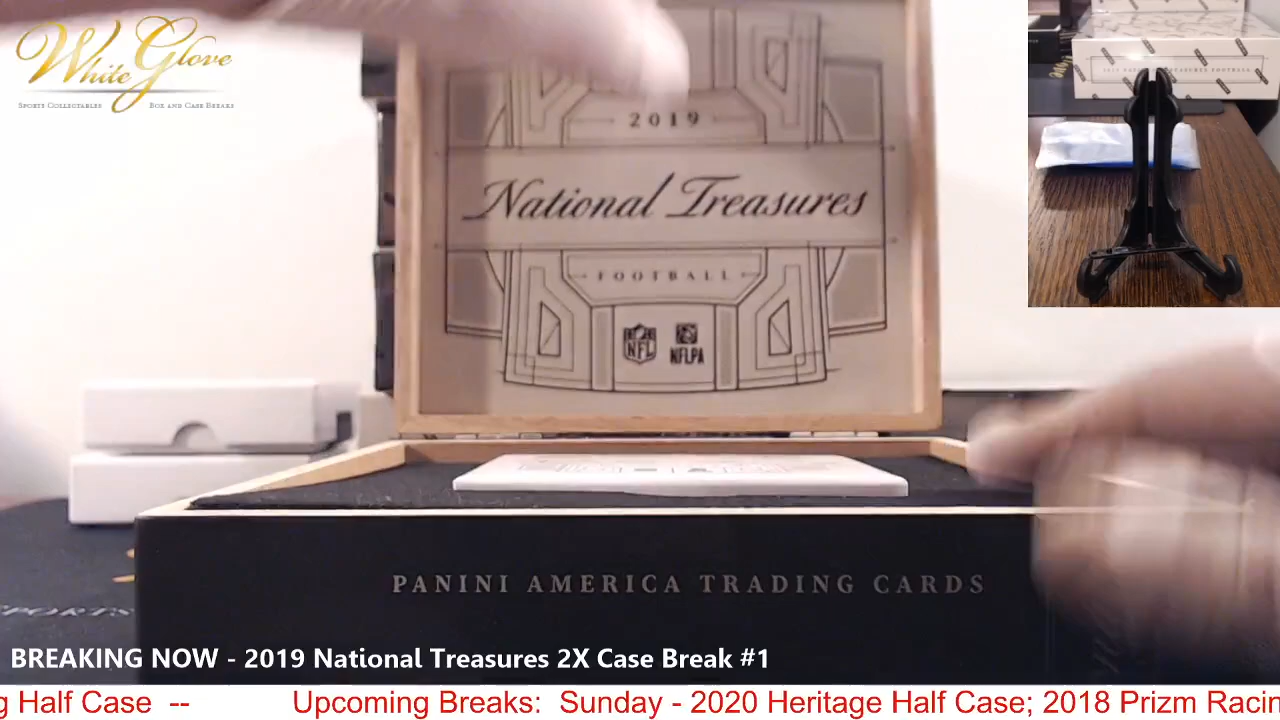 White Glove
SPORTS COLLECTABLES BOX AND CASE BREAKS
2019
National Treasures
FOOTBALL
NFL
NFLPA
PANINI AMERICA TRADING CARDS
BREAKING NOW - 2019 National Treasures 2X Case Break #1
g Half Case -- Upcoming Breaks: Sunday - 2020 Heritage Half Case; 2018 Prizm Racin